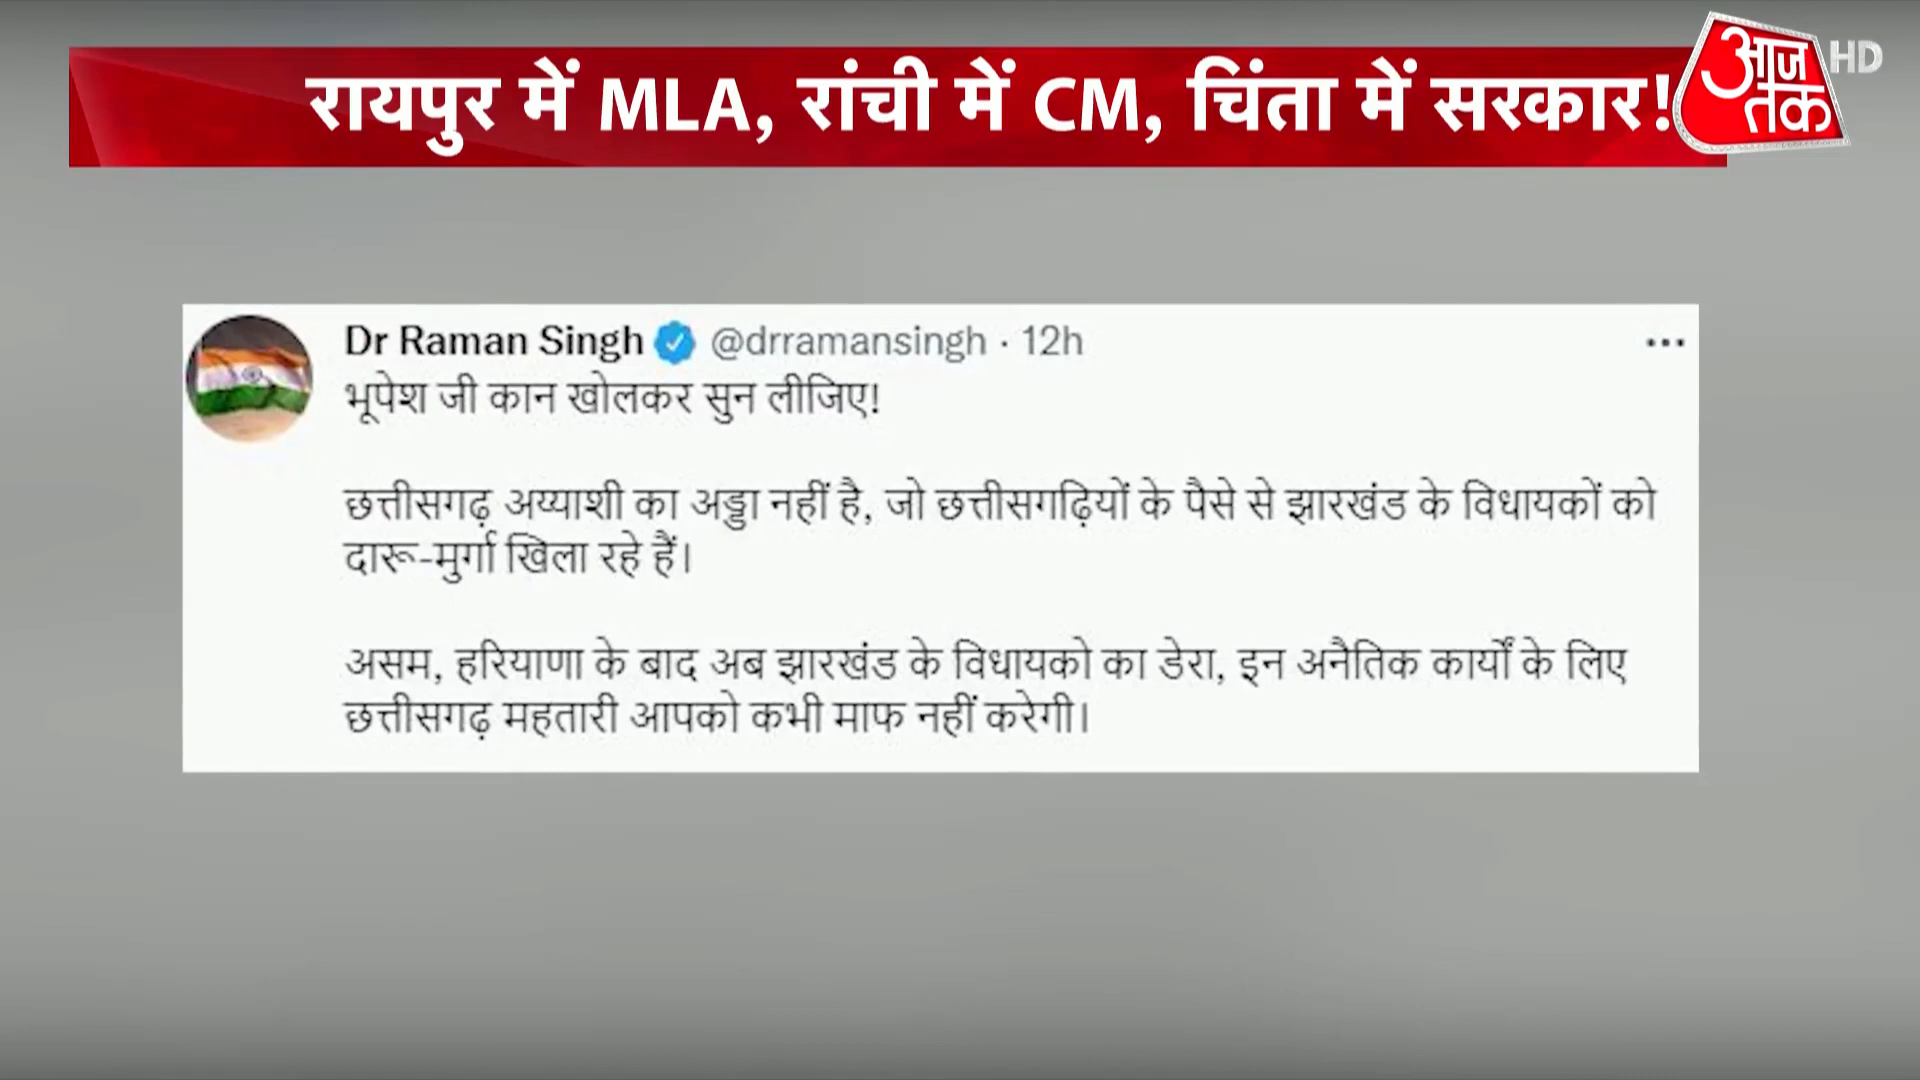 रायपुर में MLA, रांची में CM, चिंता में सरकार!
आज
तक
HD
Dr Raman Singh @drramansingh · 12h
भूपेश जी कान खोलकर सुन लीजिए!
छत्तीसगढ़ अय्याशी का अड्डा नहीं है, जो छत्तीसगढ़ियों के पैसे से झारखंड के विधायकों को
दारू-मुर्गा खिला रहे हैं।
असम, हरियाणा के बाद अब झारखंड के विधायको का डेरा, इन अनैतिक कार्यों के लिए
छत्तीसगढ़ महतारी आपको कभी माफ नहीं करेगी।